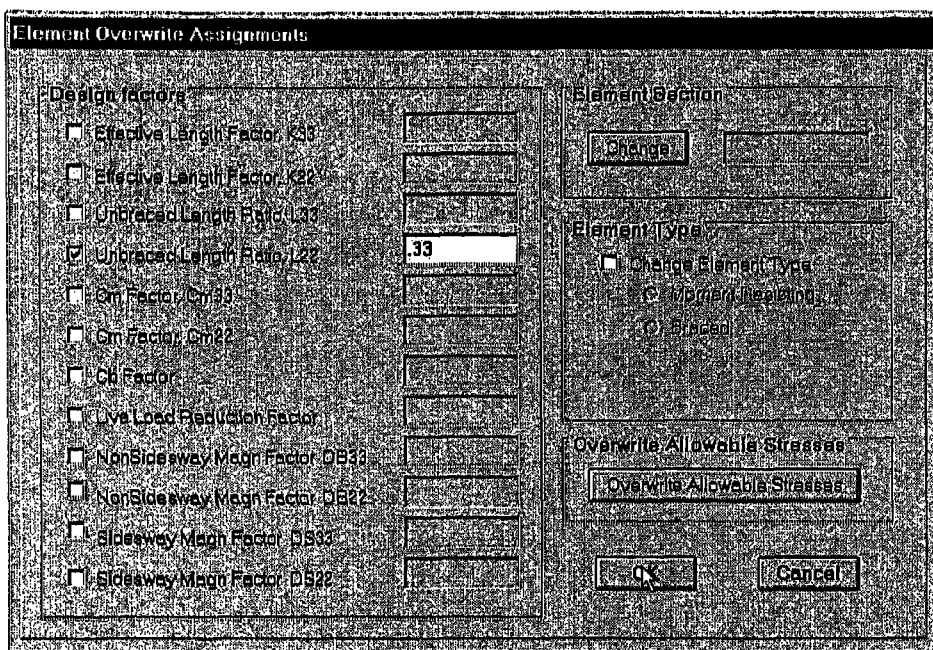 Element Overwrite Assignments
Design factors
Effective Length Factor, K33
Effective Length Factor, K22
Unbraced Length Ratio, L33
Unbraced Length Ratio, L22
.33
Cm Factor, Cm33
Cm Factor, Cm22
Cb Factor
Live Load Reduction Factor
NonSidesway Magn Factor, DB33
NonSidesway Magn Factor, DB22
Sidesway Magn Factor, DS33
Sidesway Magn Factor, DS22
Element Section
Change
Element Type
Change Element Type
Moment Resisting
Braced
Overwrite Allowable Stresses
Overwrite Allowable Stresses
OK
Cancel